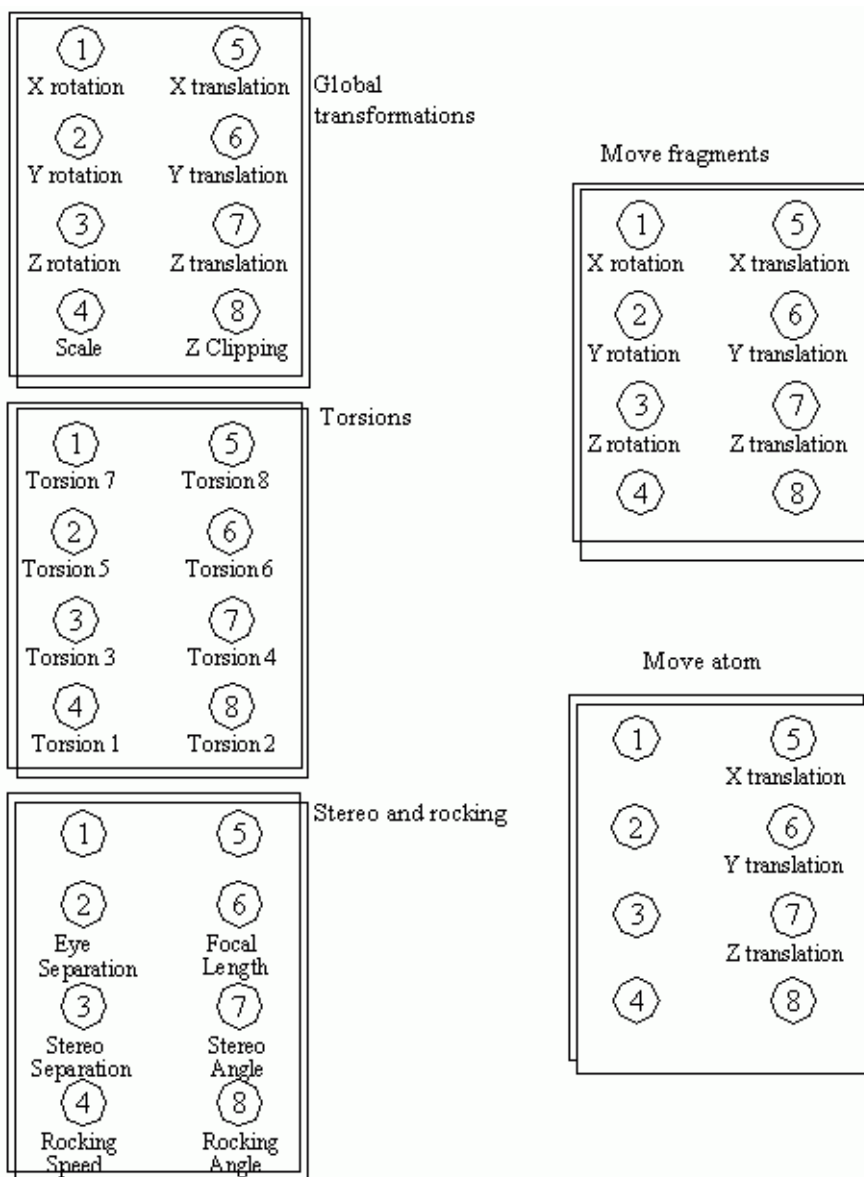 1 5
X rotation X translation
Global
transformations
2 6
Y rotation Y translation
3 7
Z rotation Z translation
4 8
Scale Z Clipping
Torsions
1 5
Torsion 7 Torsion 8
2 6
Torsion 5 Torsion 6
3 7
Torsion 3 Torsion 4
4 8
Torsion 1 Torsion 2
Stereo and rocking
1 5
2 6
Eye Focal
Separation Length
3 7
Stereo Stereo
Separation Angle
4 8
Rocking Rocking
Speed Angle
Move fragments
1 5
X rotation X translation
2 6
Y rotation Y translation
3 7
Z rotation Z translation
4 8
Move atom
1 5
X translation
2 6
Y translation
3 7
Z translation
4 8